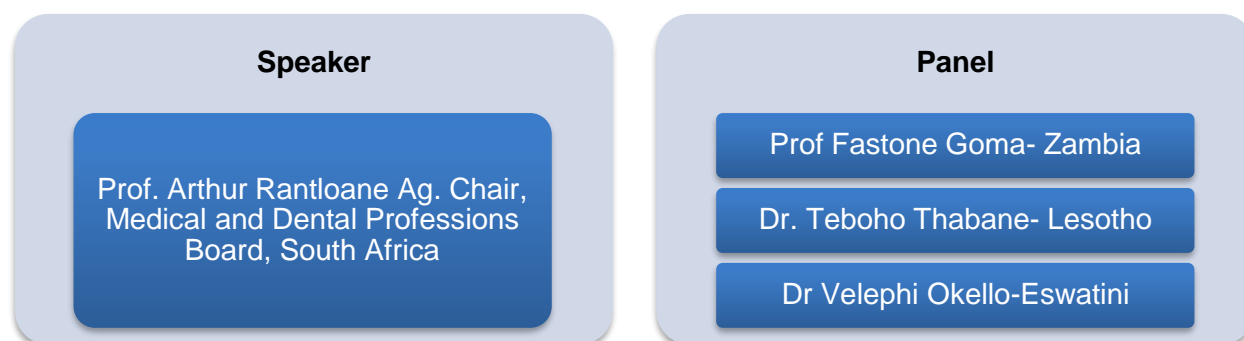 Speaker
Prof. Arthur Rantloane Ag. Chair,
Medical and Dental Professions
Board, South Africa
Panel
Prof Fastone Goma- Zambia
Dr. Teboho Thabane- Lesotho
Dr Velephi Okello-Eswatini